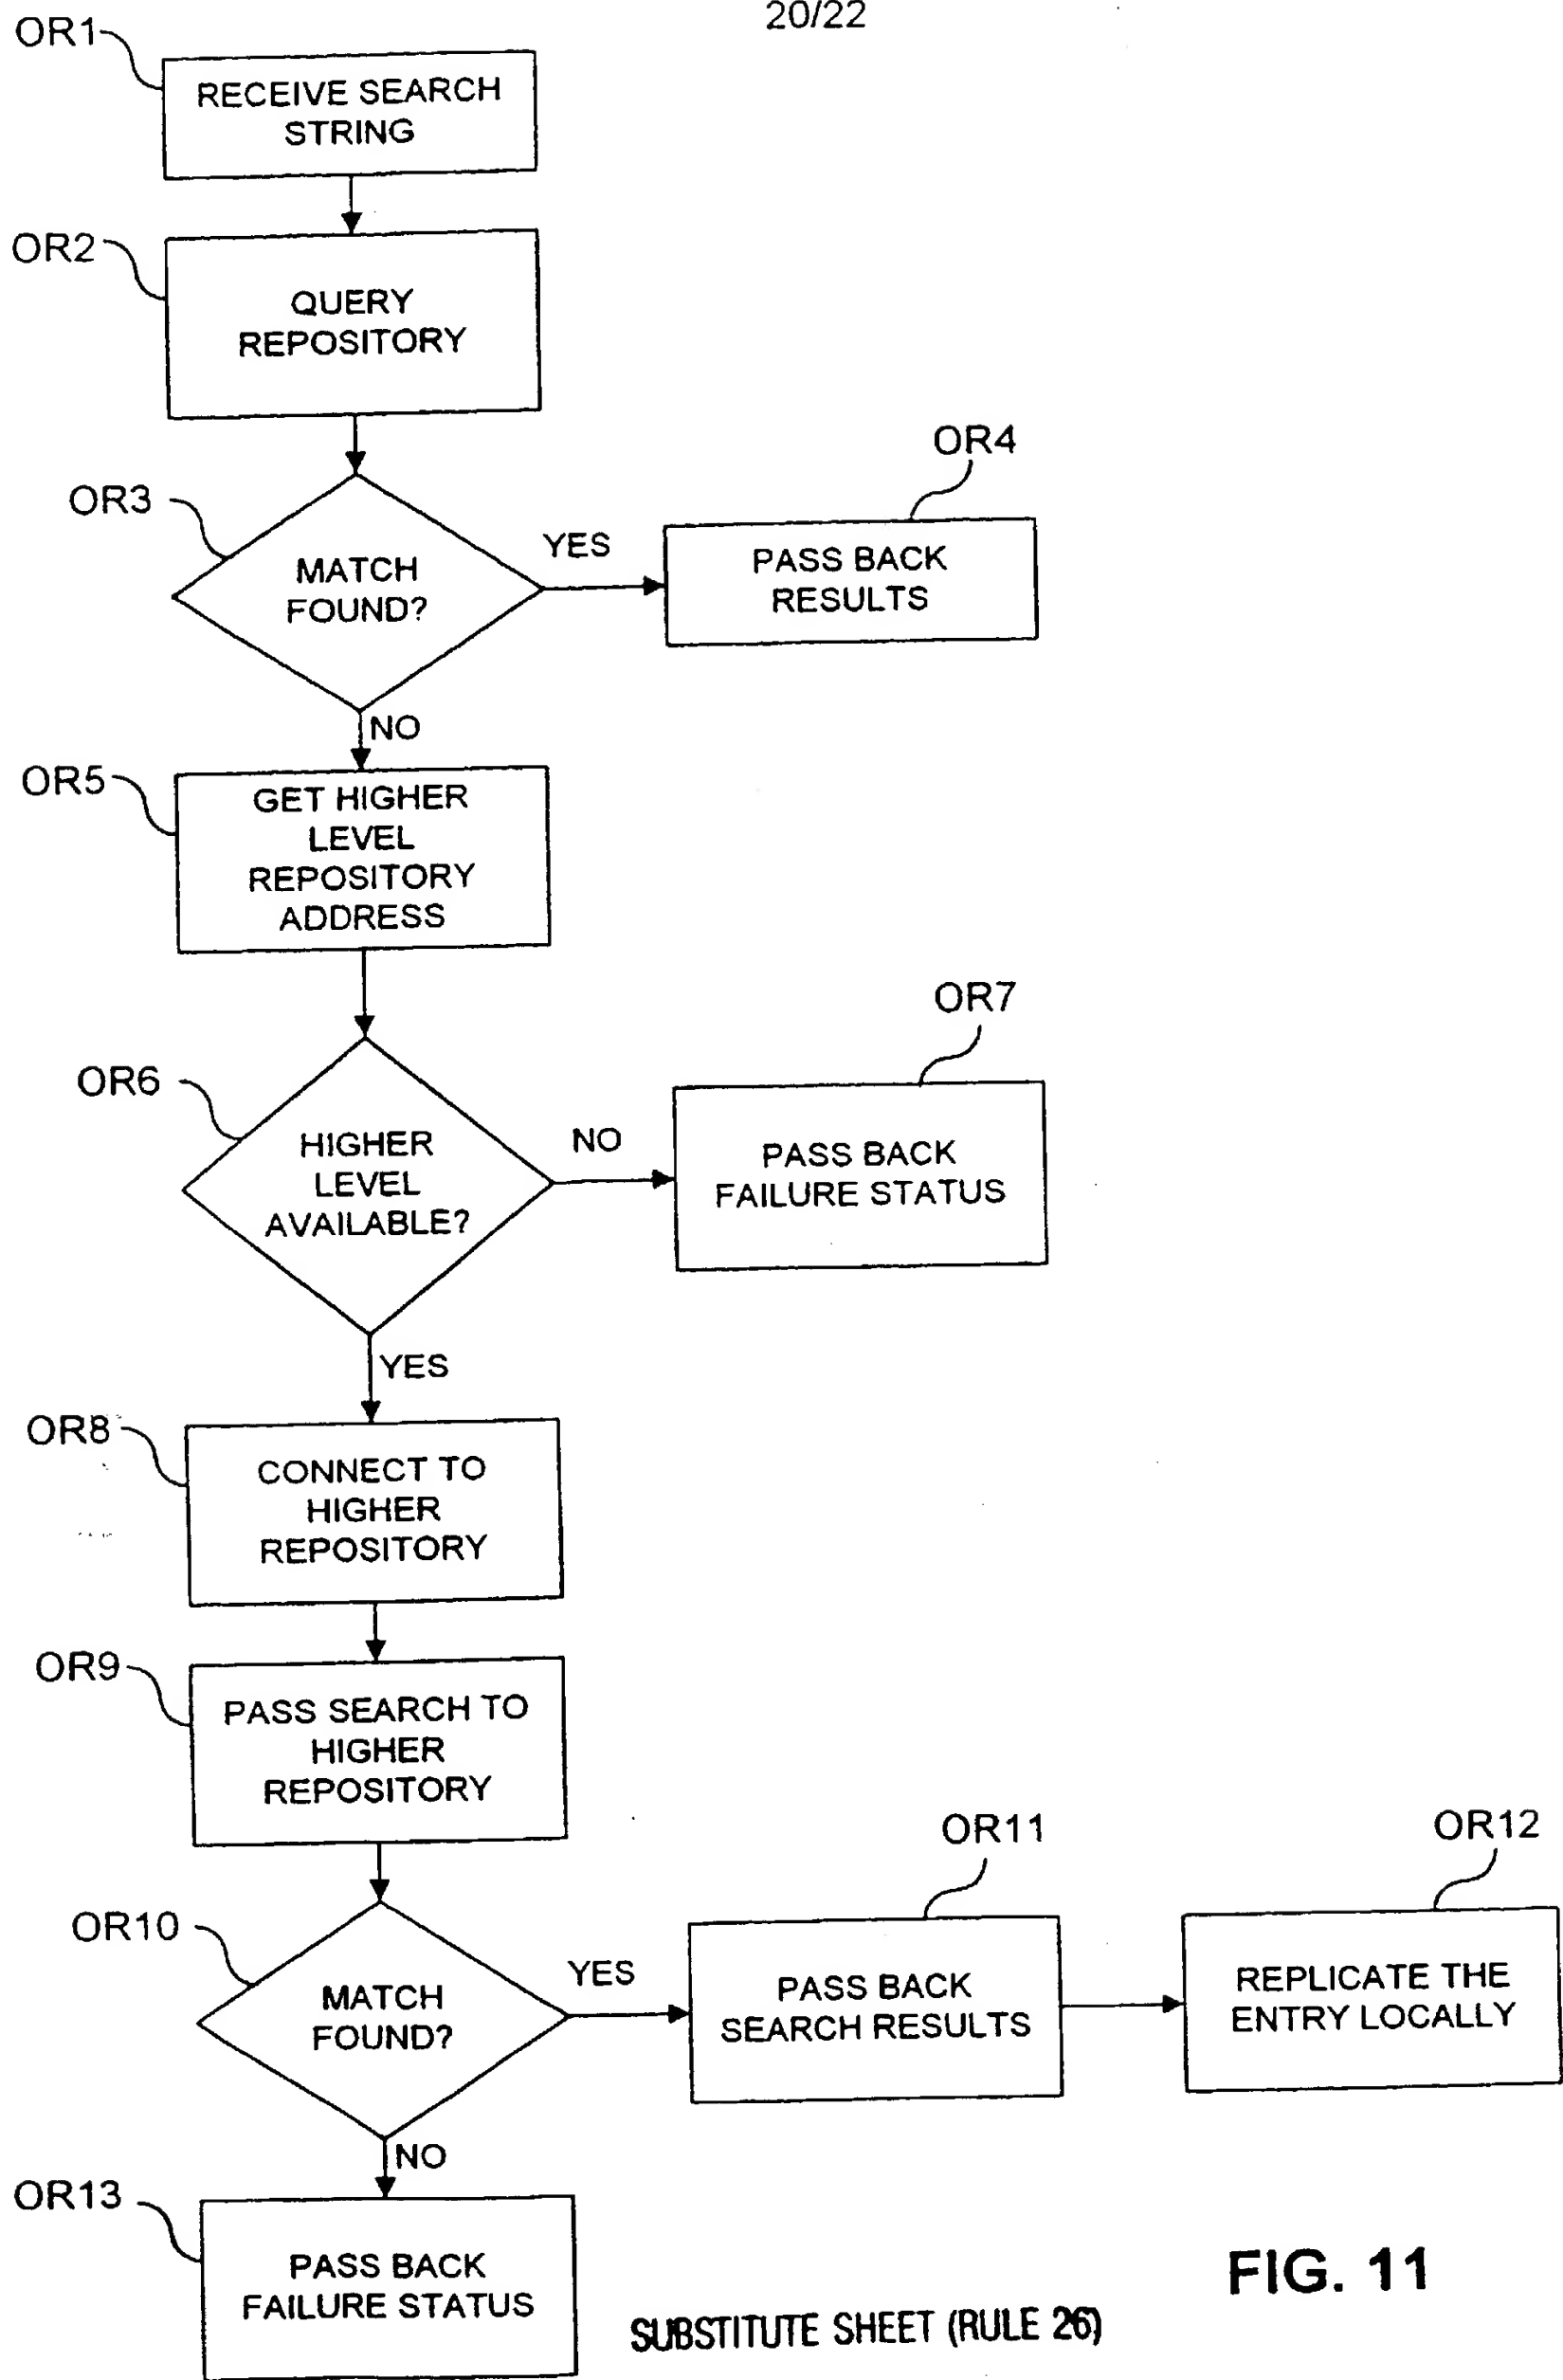 20/22
OR1
RECEIVE SEARCH
STRING
OR2
QUERY
REPOSITORY
OR3
MATCH
FOUND?
YES
OR4
PASS BACK
RESULTS
NO
OR5
GET HIGHER
LEVEL
REPOSITORY
ADDRESS
OR6
HIGHER
LEVEL
AVAILABLE?
NO
OR7
PASS BACK
FAILURE STATUS
YES
OR8
CONNECT TO
HIGHER
REPOSITORY
OR9
PASS SEARCH TO
HIGHER
REPOSITORY
OR10
MATCH
FOUND?
YES
OR11
PASS BACK
SEARCH RESULTS
OR12
REPLICATE THE
ENTRY LOCALLY
NO
OR13
PASS BACK
FAILURE STATUS
FIG. 11
SUBSTITUTE SHEET (RULE 26)